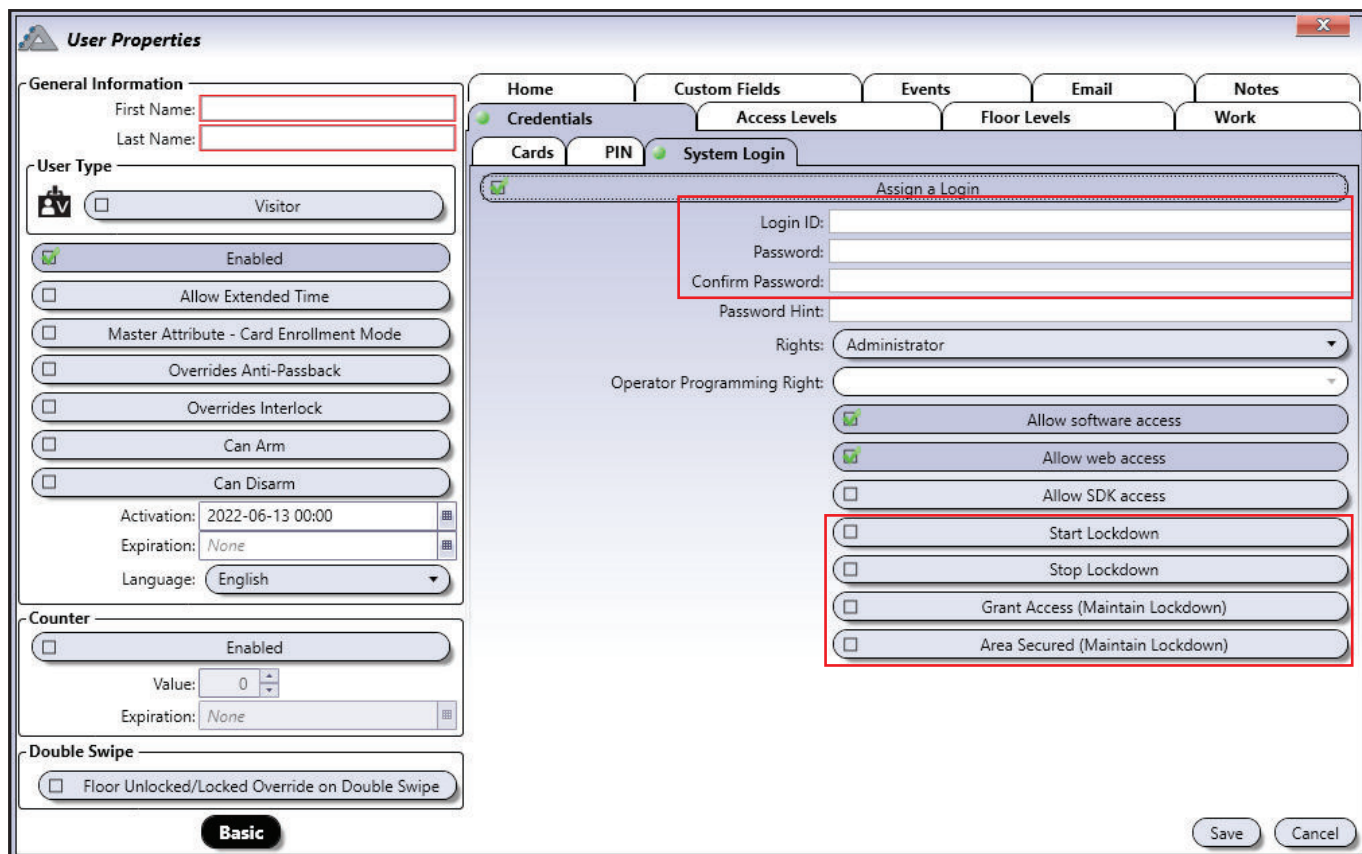 User Properties
X
General Information
First Name:
Last Name:
User Type
V
Visitor
Enabled
Allow Extended Time
Master Attribute - Card Enrollment Mode
Overrides Anti-Passback
Overrides Interlock
Can Arm
Can Disarm
Activation: 2022-06-13 00:00
Expiration: None
Language: English
Counter
Enabled
Value: 0
Expiration: None
Double Swipe
Floor Unlocked/Locked Override on Double Swipe
Basic
Home Custom Fields Events Email Notes
Credentials Access Levels Floor Levels Work
Cards PIN System Login
Assign a Login
Login ID:
Password:
Confirm Password:
Password Hint:
Rights: Administrator
Operator Programming Right:
Allow software access
Allow web access
Allow SDK access
Start Lockdown
Stop Lockdown
Grant Access (Maintain Lockdown)
Area Secured (Maintain Lockdown)
Save Cancel